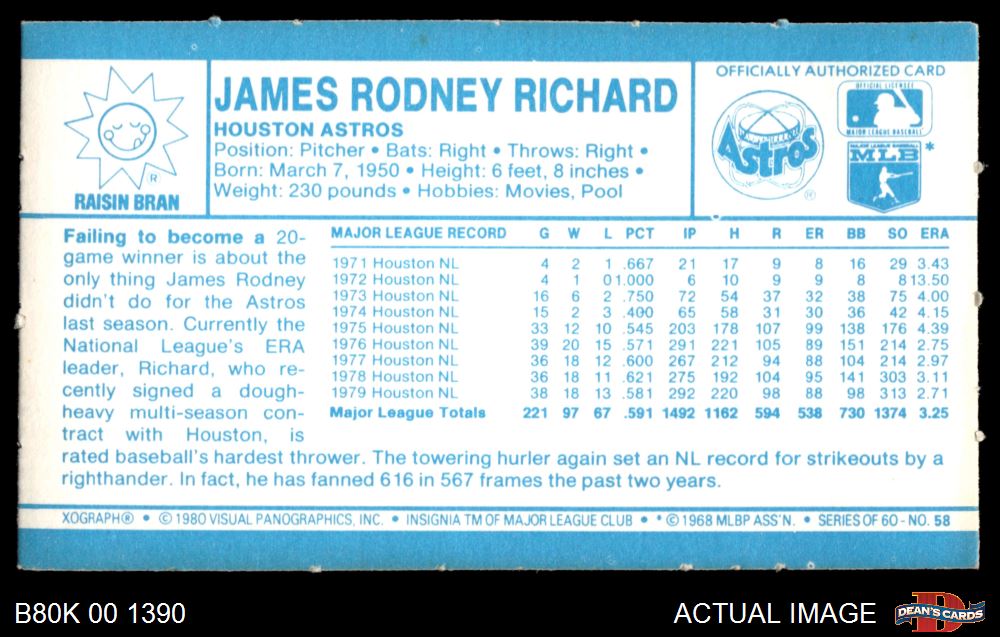 RAISIN BRAN
R
JAMES RODNEY RICHARD
HOUSTON ASTROS
Position: Pitcher • Bats: Right • Throws: Right •
Born: March 7, 1950 • Height: 6 feet, 8 inches •
Weight: 230 pounds • Hobbies: Movies, Pool
OFFICIALLY AUTHORIZED CARD
Astros
®
OFFICIAL LICENSEE
MAJOR LEAGUE BASEBALL
MAJOR LEAGUE BASEBALL
MLB *
Failing to become a 20-
game winner is about the
only thing James Rodney
didn't do for the Astros
last season. Currently the
National League's ERA
leader, Richard, who re-
cently signed a dough-
heavy multi-season con-
tract with Houston, is
rated baseball's hardest thrower. The towering hurler again set an NL record for strikeouts by a
righthander. In fact, he has fanned 616 in 567 frames the past two years.
MAJOR LEAGUE RECORD G W L PCT IP H R ER BB SO ERA
1971 Houston NL 4 2 1 .667 21 17 9 8 16 29 3.43
1972 Houston NL 4 1 0 1.000 6 10 9 9 8 8 13.50
1973 Houston NL 16 6 2 .750 72 54 37 32 38 75 4.00
1974 Houston NL 15 2 3 .400 65 58 31 30 36 42 4.15
1975 Houston NL 33 12 10 .545 203 178 107 99 138 176 4.39
1976 Houston NL 39 20 15 .571 291 221 105 89 151 214 2.75
1977 Houston NL 36 18 12 .600 267 212 94 88 104 214 2.97
1978 Houston NL 36 18 11 .621 275 192 104 95 141 303 3.11
1979 Houston NL 38 18 13 .581 292 220 98 88 98 313 2.71
Major League Totals 221 97 67 .591 1492 1162 594 538 730 1374 3.25
XOGRAPH® • © 1980 VISUAL PANOGRAPHICS, INC. • INSIGNIA TM OF MAJOR LEAGUE CLUB • * © 1968 MLBP ASS'N. • SERIES OF 60 - NO. 58
B80K 00 1390
ACTUAL IMAGE
DEAN'S CARDS